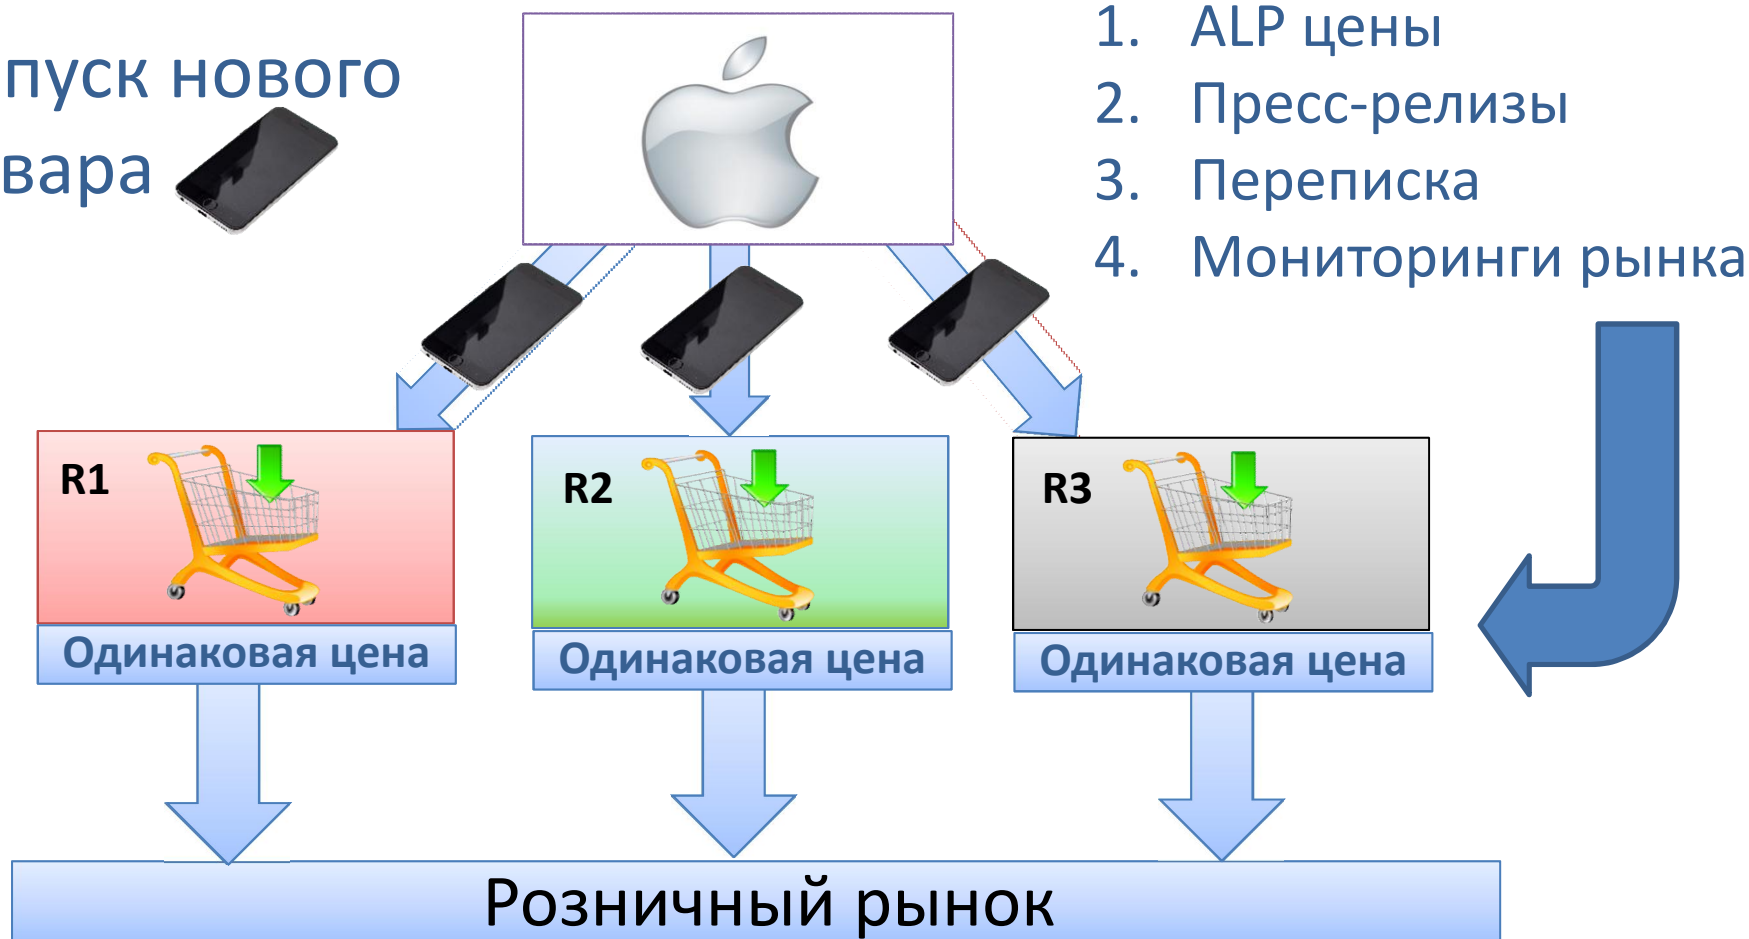 пуск нового
вара
1. ALP цены
2. Пресс-релизы
3. Переписка
4. Мониторинги рынка
R1
R2
R3
Одинаковая цена
Одинаковая цена
Одинаковая цена
Розничный рынок